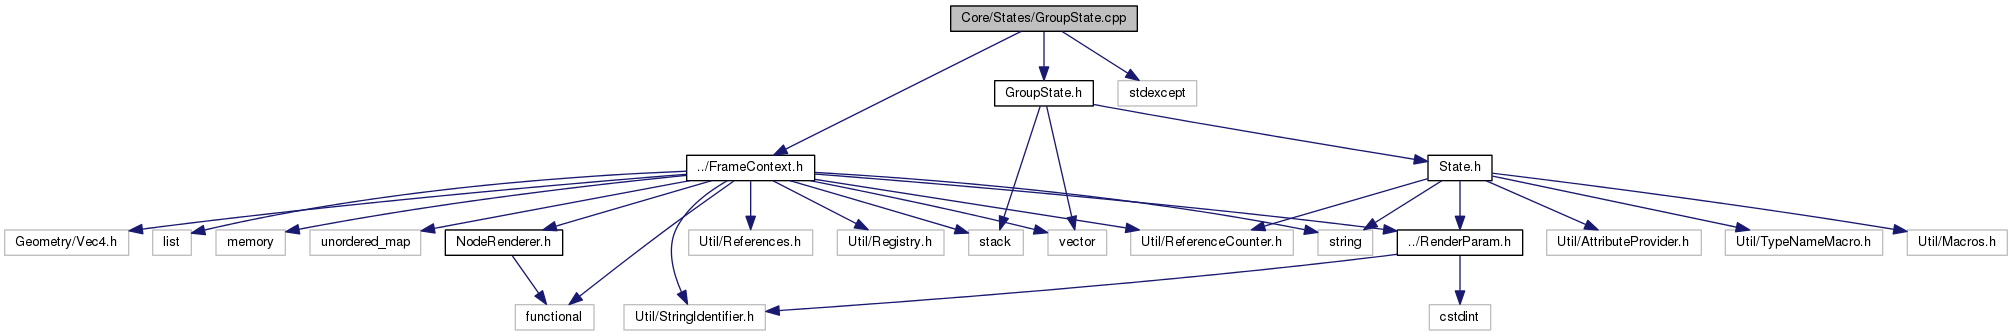 Core/States/GroupState.cpp
GroupState.h
stdexcept
../FrameContext.h
State.h
Geometry/Vec4.h
list
memory
unordered_map
NodeRenderer.h
Util/References.h
Util/Registry.h
stack
vector
Util/ReferenceCounter.h
string
../RenderParam.h
Util/AttributeProvider.h
Util/TypeNameMacro.h
Util/Macros.h
functional
Util/StringIdentifier.h
cstdint